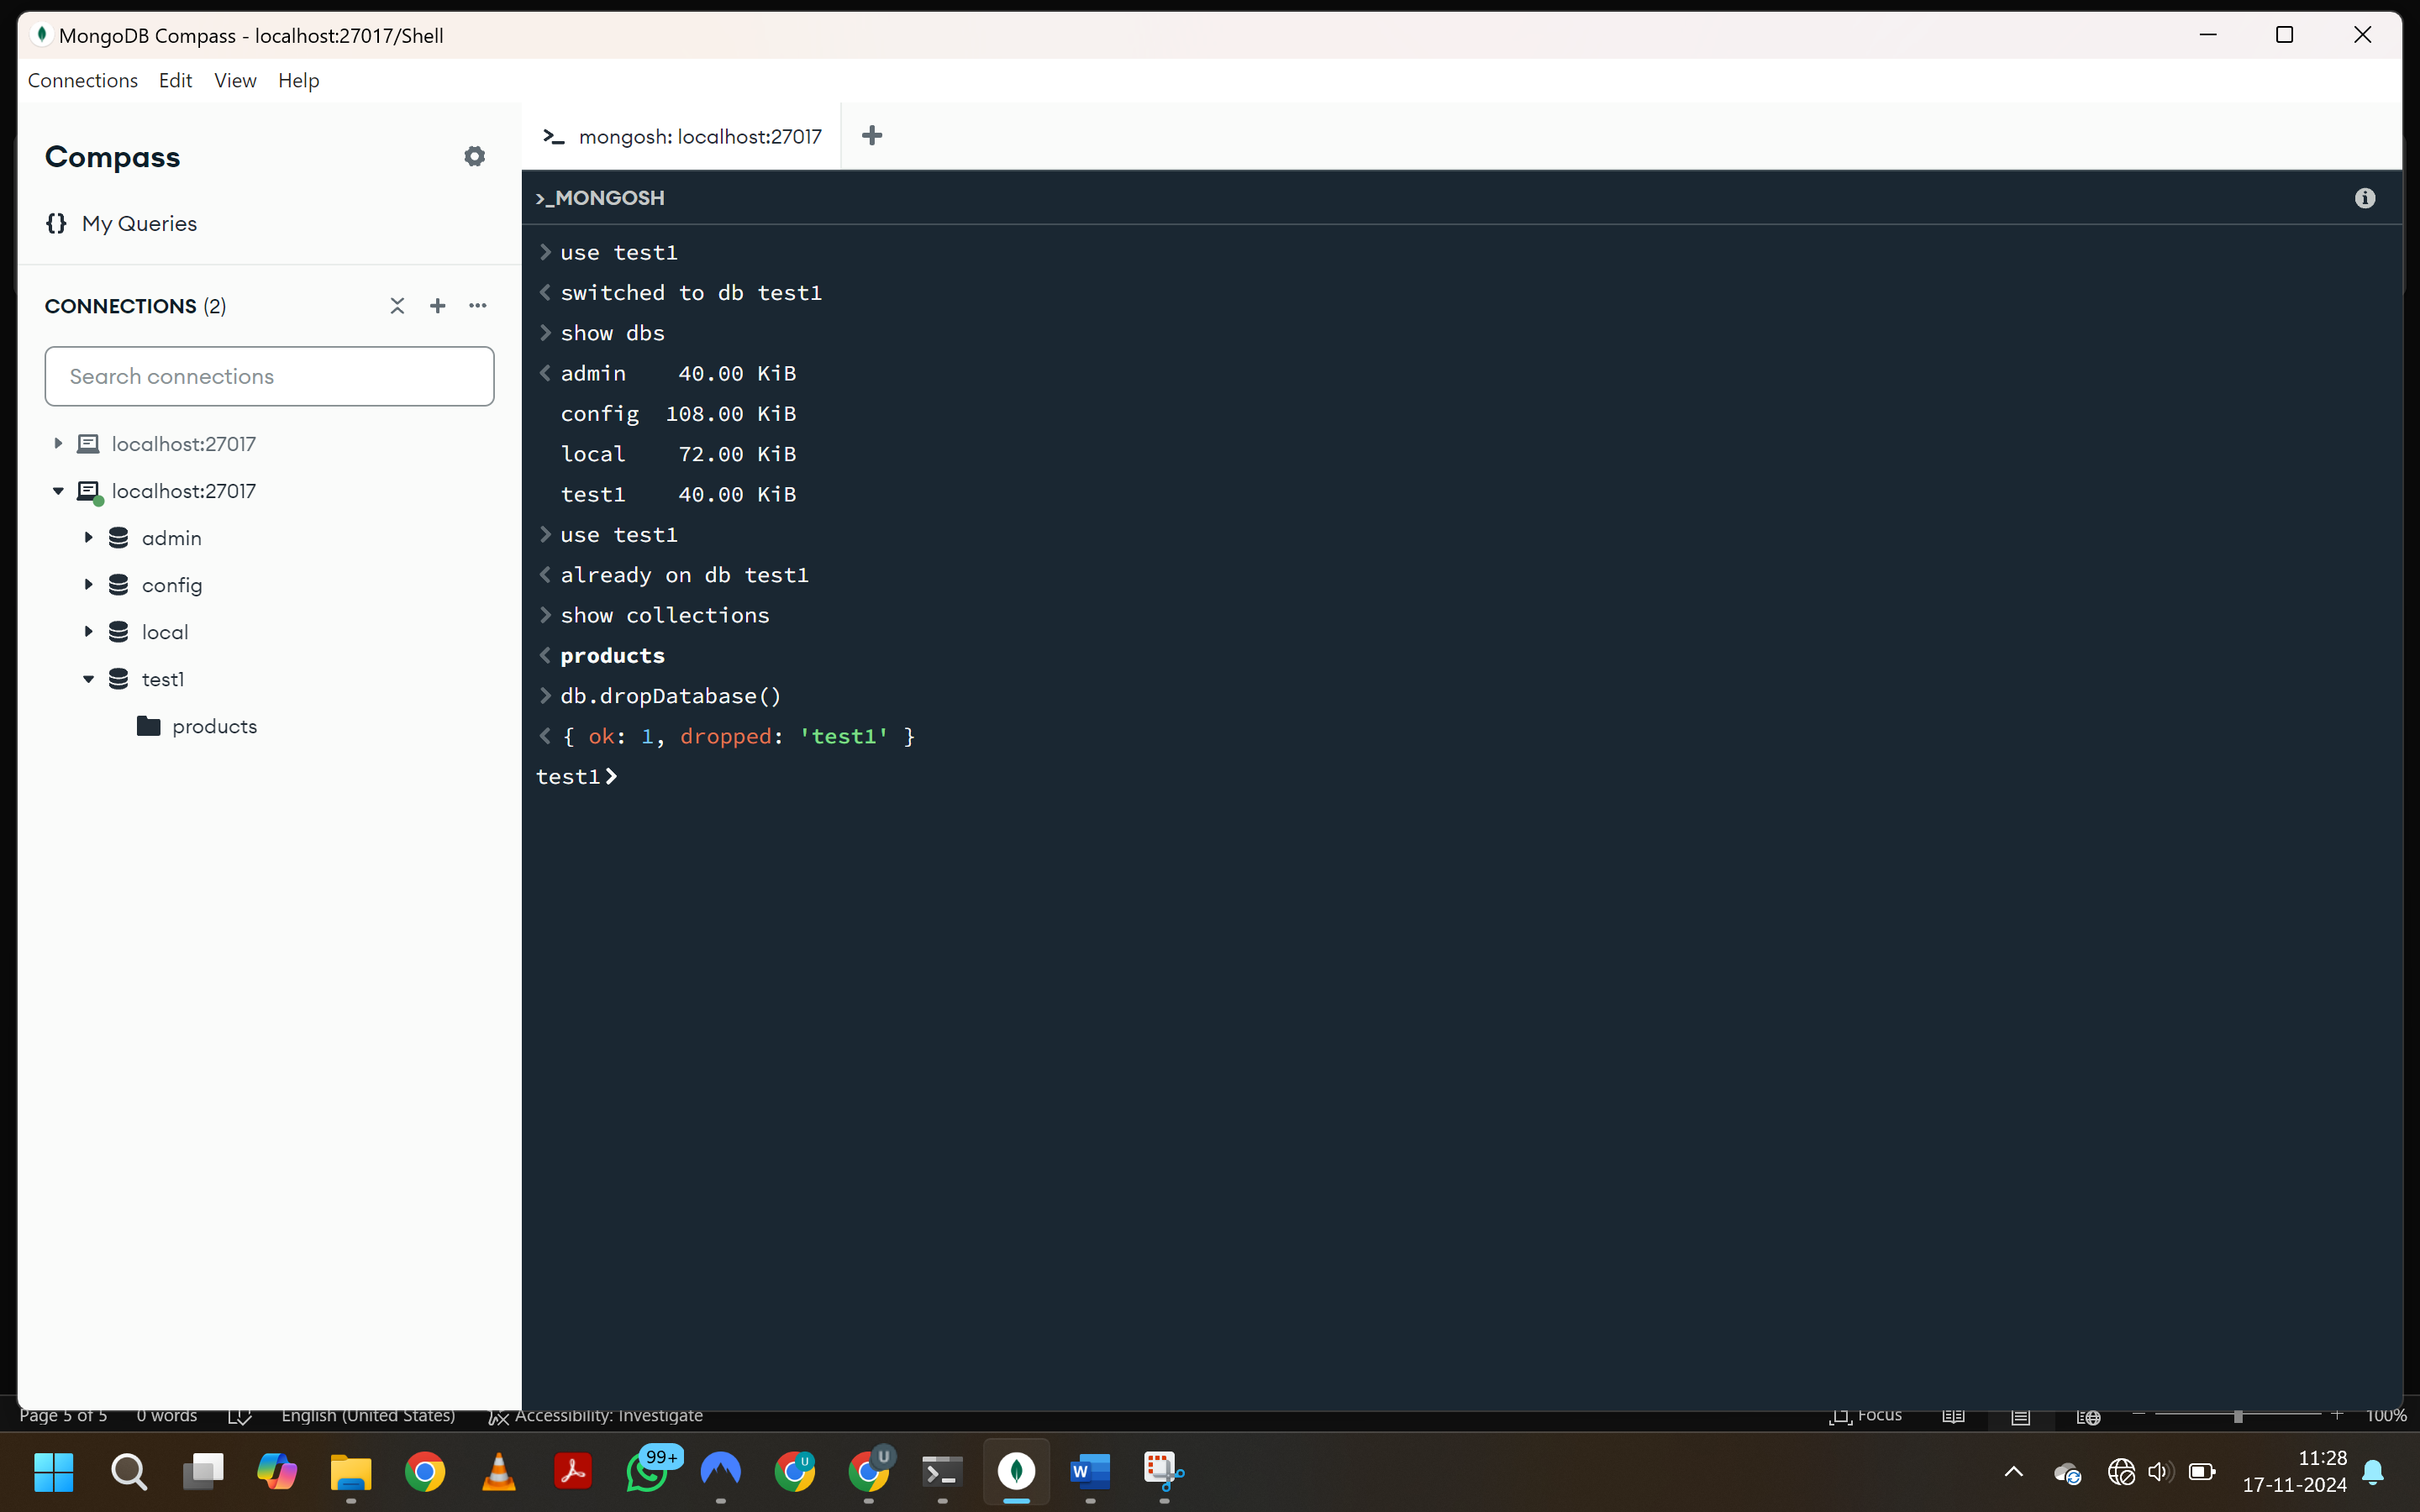 MongoDB Compass - localhost:27017/Shell
Connections Edit View Help
Compass
{} My Queries
CONNECTIONS (2)
Search connections
localhost:27017
localhost:27017
admin
config
local
test1
products
>_ mongosh: localhost:27017 +
>_MONGOSH
> use test1
< switched to db test1
> show dbs
< admin    40.00 KiB
config  108.00 KiB
local    72.00 KiB
test1    40.00 KiB
> use test1
< already on db test1
> show collections
< products
> db.dropDatabase()
< { ok: 1, dropped: 'test1' }
test1>
Page 5 of 5 0 words English (United States) Accessibility: Investigate Focus 100%
99+ U U W 11:28
17-11-2024